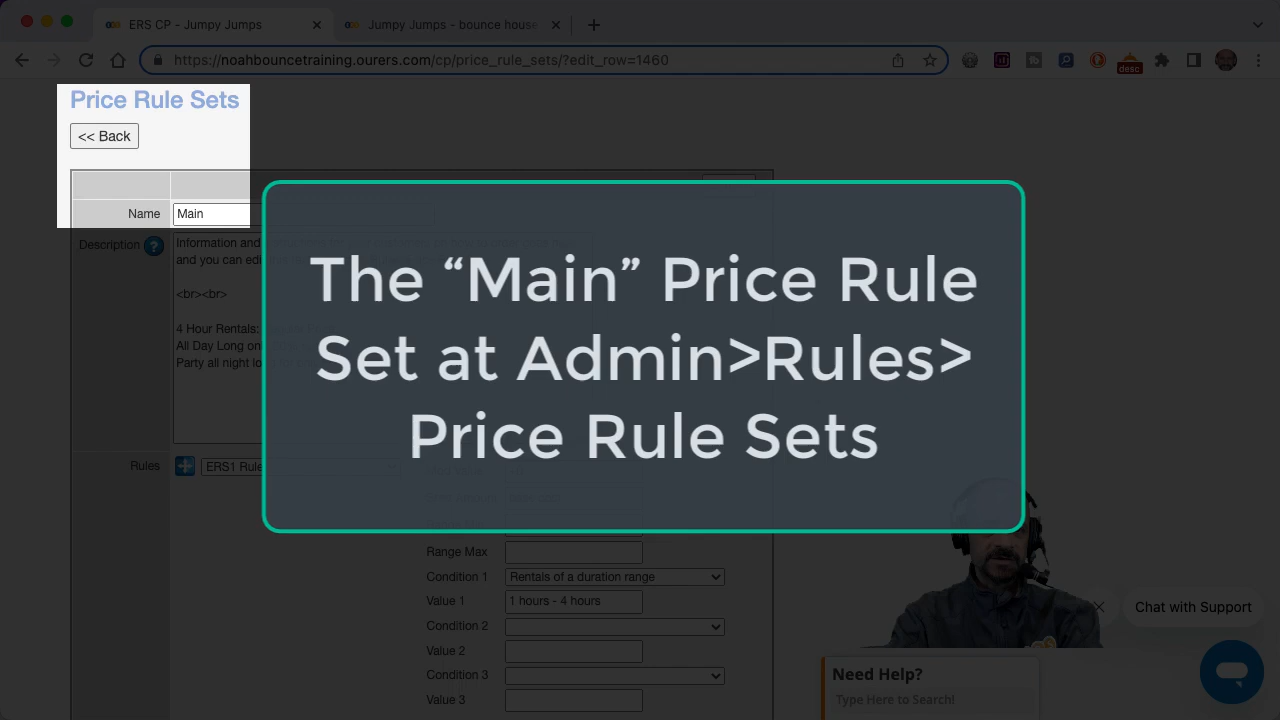 ERS CP - Jumpy Jumps
Jumpy Jumps - bounce house
https://noahbouncetraining.ourers.com/cp/price_rule_sets/?edit_row=1460
desc
Price Rule Sets
<< Back
Name
Main
Description
?
Information and
and you can edi
<br><br>
4 Hour Rentals:
All Day Long on
Party all night lo
The “Main” Price Rule
Set at Admin>Rules>
Price Rule Sets
Rules
ERS1 Rule
Range Max
Condition 1
Rentals of a duration range
Value 1
1 hours - 4 hours
Condition 2
Value 2
Condition 3
Value 3
Chat with Support
Need Help?
Type Here to Search!